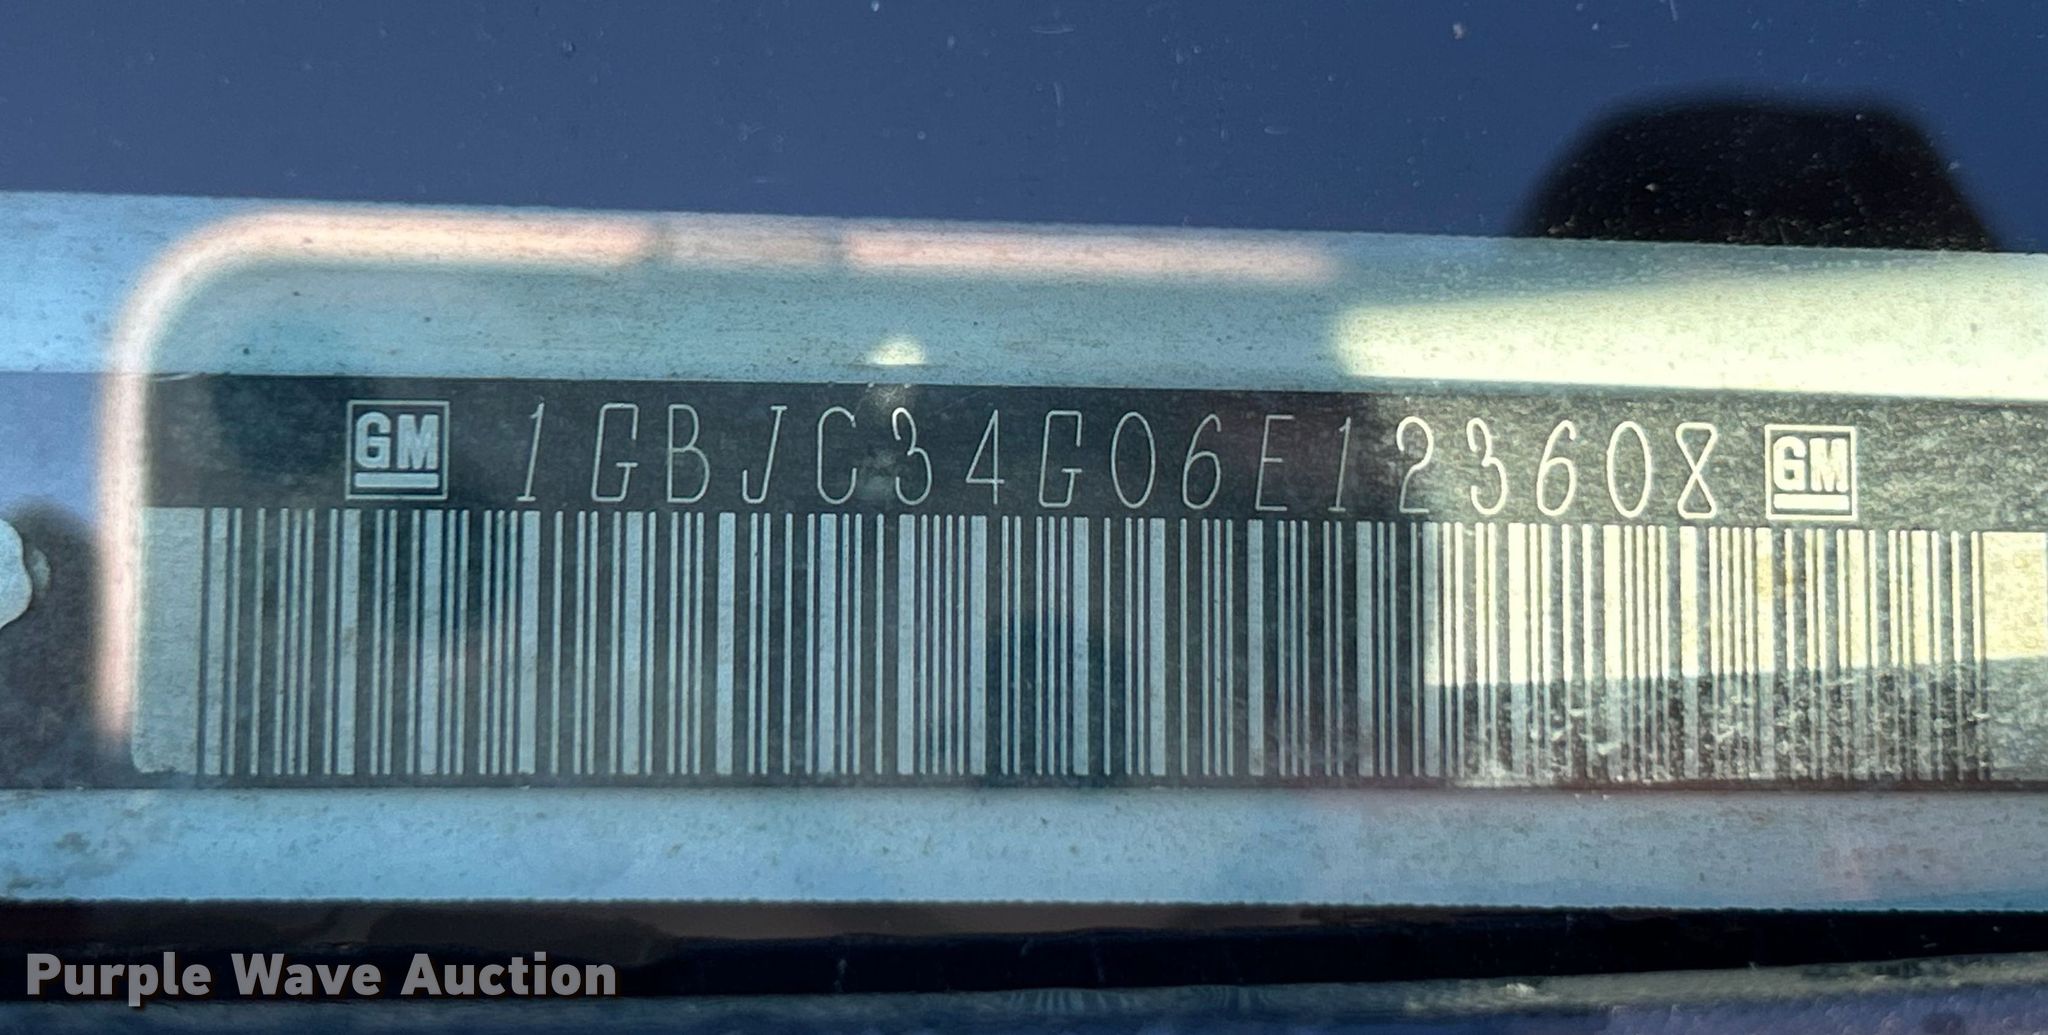 GM 1GBJC34G06E123608 GM
Purple Wave Auction